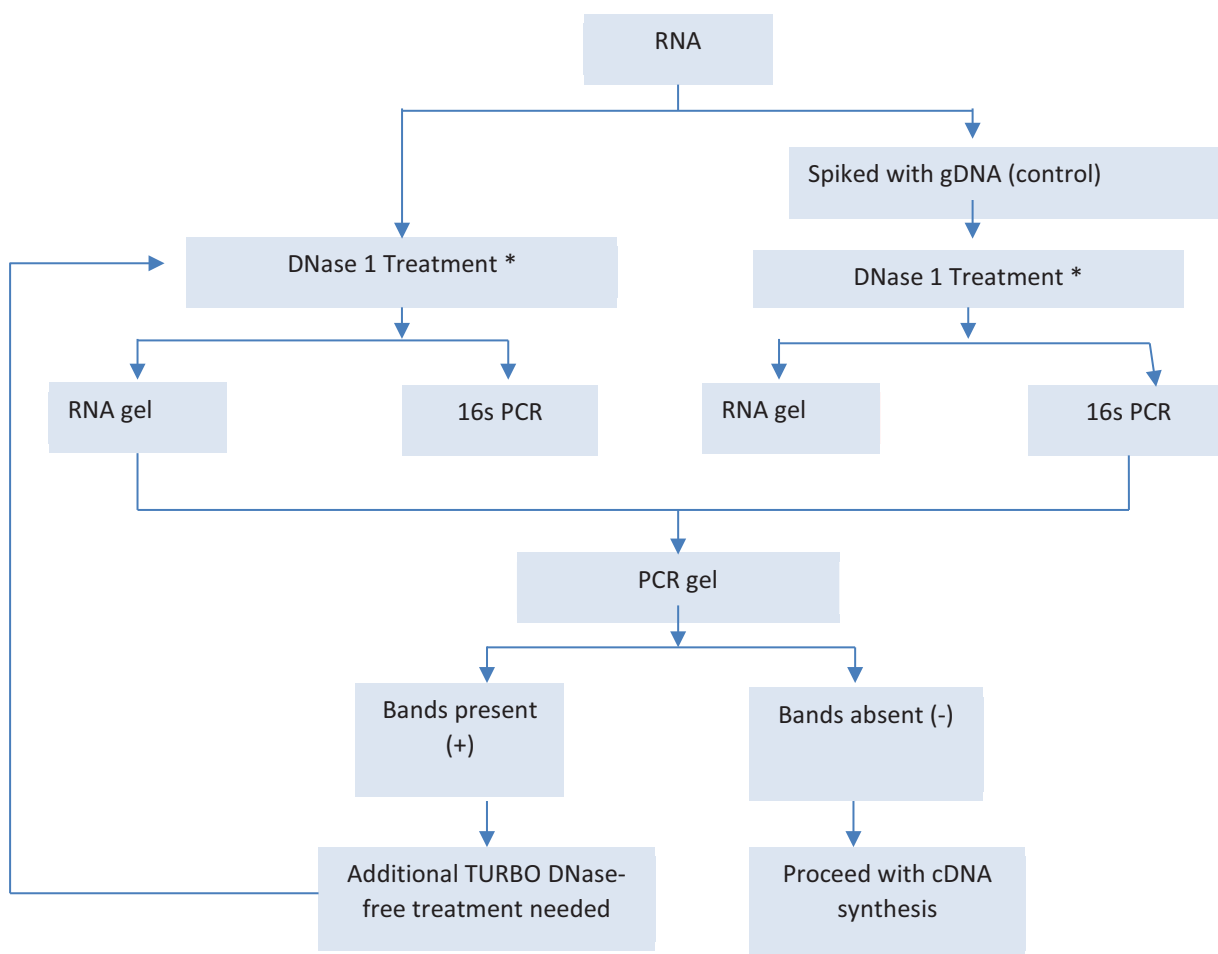 RNA
Spiked with gDNA (control)
DNase 1 Treatment *
DNase 1 Treatment *
RNA gel
16s PCR
RNA gel
16s PCR
PCR gel
Bands present
(+)
Bands absent (-)
Additional TURBO DNase-
free treatment needed
Proceed with cDNA
synthesis